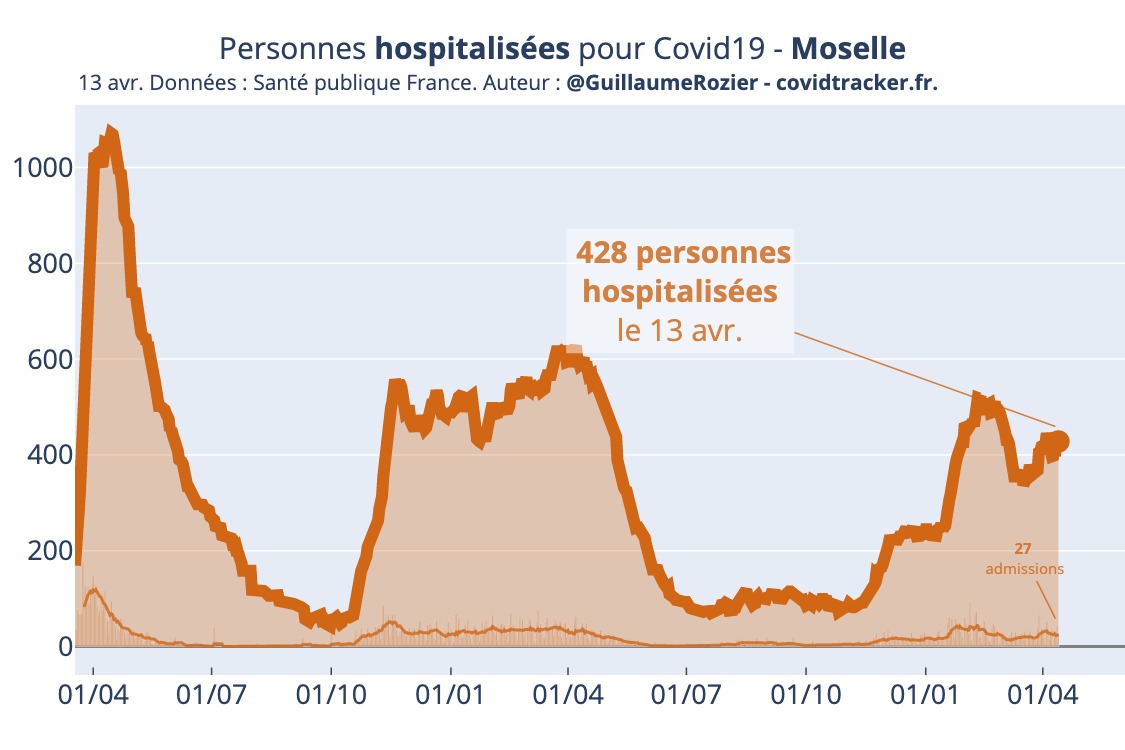 Personnes hospitalisées pour Covid19 - Moselle
13 avr. Données : Santé publique France. Auteur : @GuillaumeRozier - covidtracker.fr.
1000
800
600
400
200
0
428 personnes
hospitalisées
le 13 avr.
27
admissions
01/04
01/07
01/10
01/01
01/04
01/07
01/10
01/01
01/04